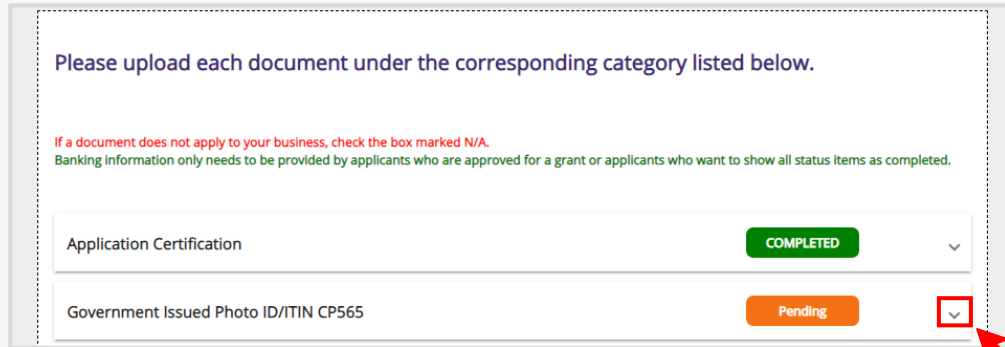 Please upload each document under the corresponding category listed below.
If a document does not apply to your business, check the box marked N/A.
Banking information only needs to be provided by applicants who are approved for a grant or applicants who want to show all status items as completed.
Application Certification COMPLETED
Government Issued Photo ID/ITIN CP565 Pending